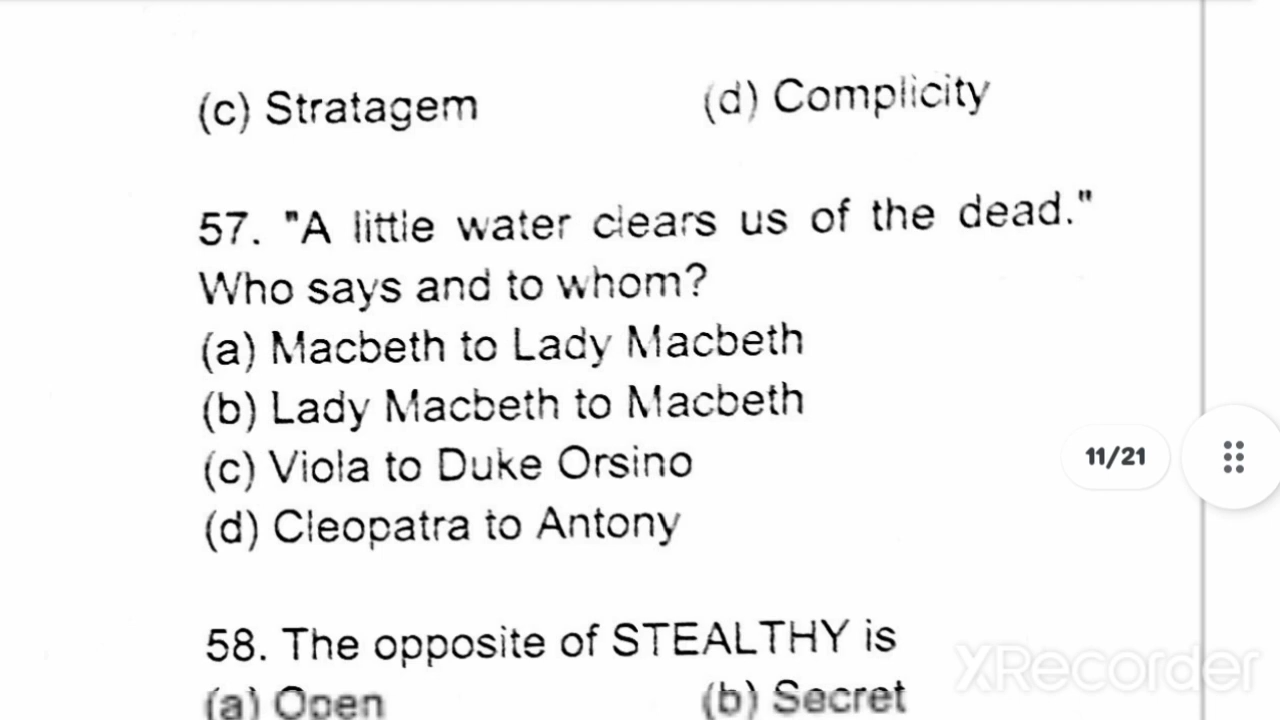 (c) Stratagem (d) Complicity
57. "A little water clears us of the dead."
Who says and to whom?
(a) Macbeth to Lady Macbeth
(b) Lady Macbeth to Macbeth
(c) Viola to Duke Orsino
(d) Cleopatra to Antony
11/21
58. The opposite of STEALTHY is
(a) Open (b) Secret
XRecorder